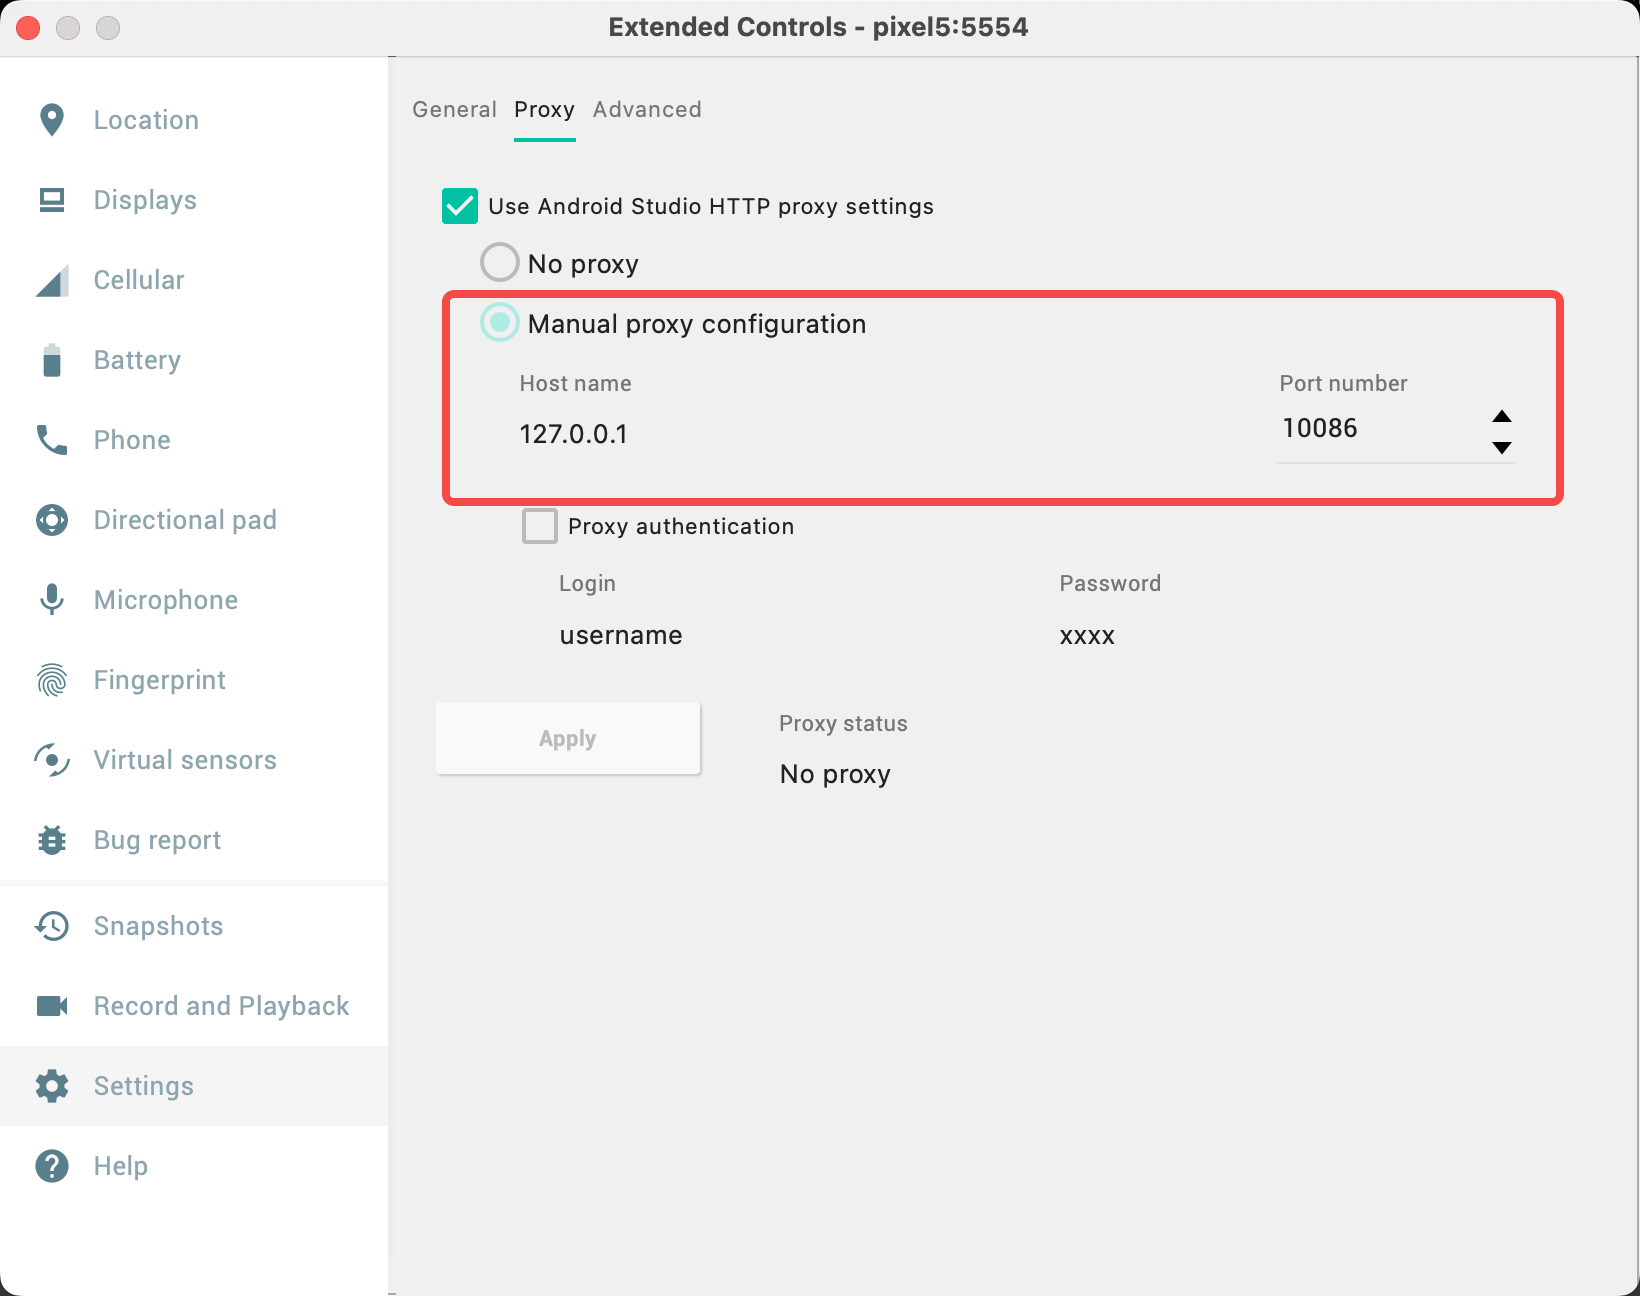 Extended Controls - pixel5:5554
Location
Displays
Cellular
Battery
Phone
Directional pad
Microphone
Fingerprint
Virtual sensors
Bug report
Snapshots
Record and Playback
Settings
Help
General Proxy Advanced
Use Android Studio HTTP proxy settings
No proxy
Manual proxy configuration
Host name Port number
127.0.0.1 10086
Proxy authentication
Login Password
username xxxx
Apply
Proxy status
No proxy